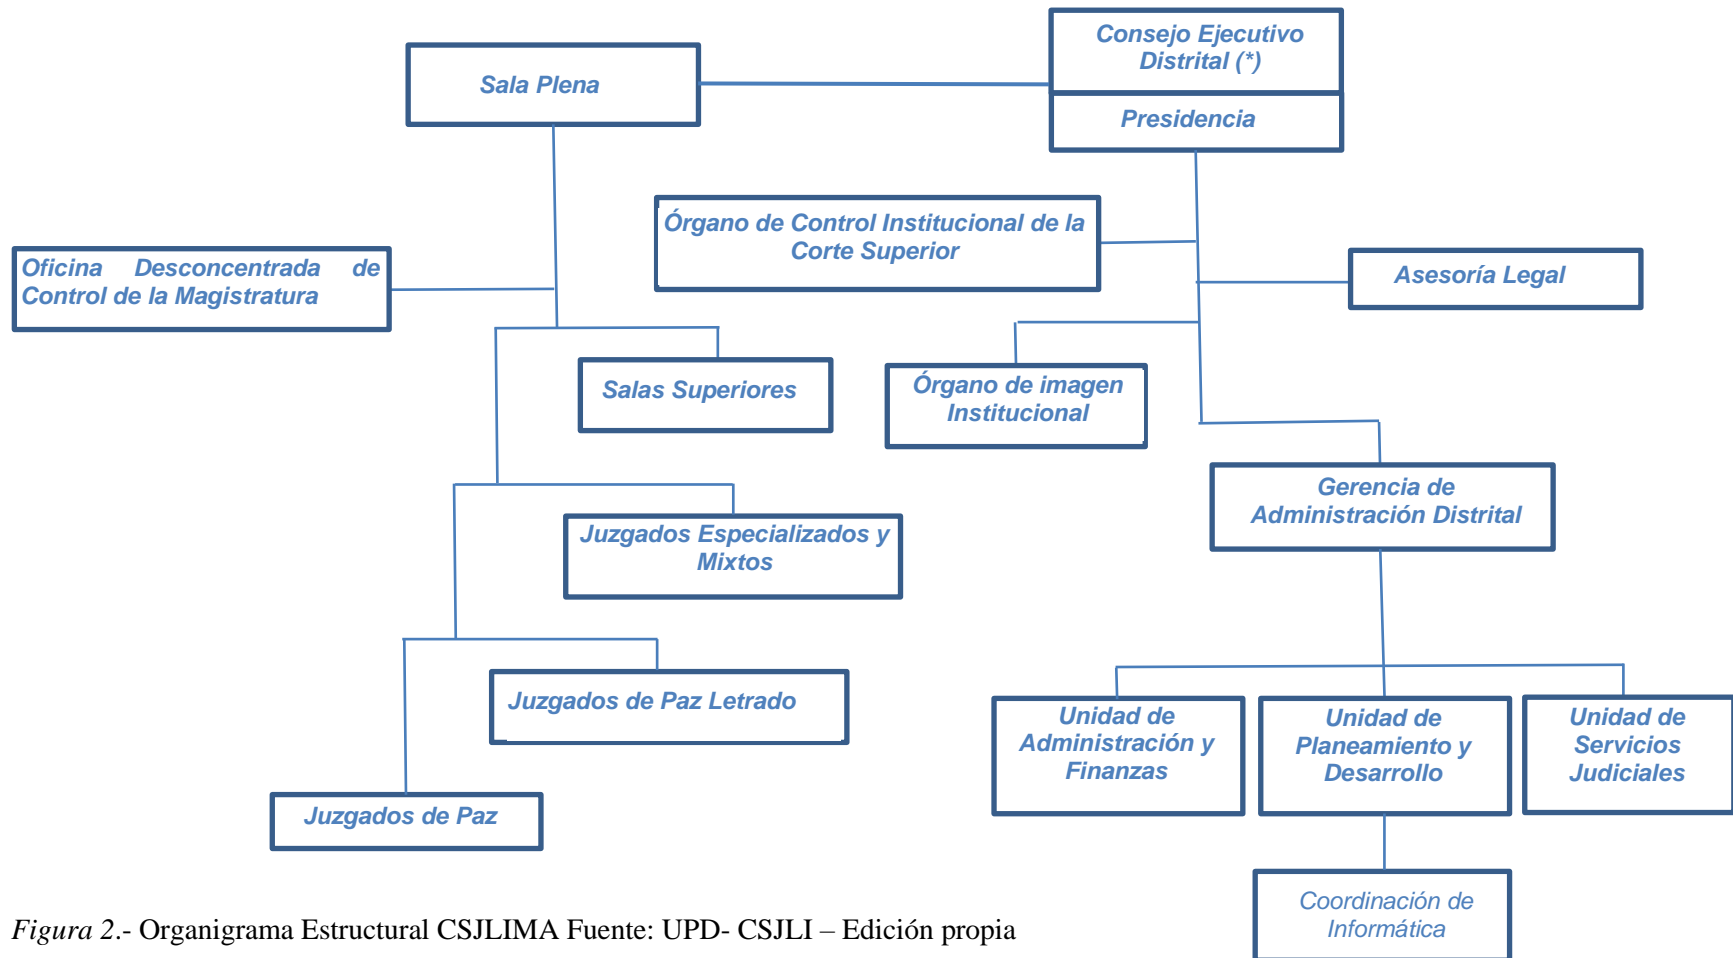 Consejo Ejecutivo
Distrital (*)
Sala Plena
Presidencia
Órgano de Control Institucional de la
Corte Superior
Oficina Desconcentrada de
Control de la Magistratura
Asesoría Legal
Salas Superiores
Órgano de imagen
Institucional
Gerencia de
Administración Distrital
Juzgados Especializados y
Mixtos
Juzgados de Paz Letrado
Unidad de
Administración y
Finanzas
Unidad de
Planeamiento y
Desarrollo
Unidad de
Servicios
Judiciales
Juzgados de Paz
Coordinación de
Informática
Figura 2.- Organigrama Estructural CSJLIMA Fuente: UPD- CSJLI – Edición propia